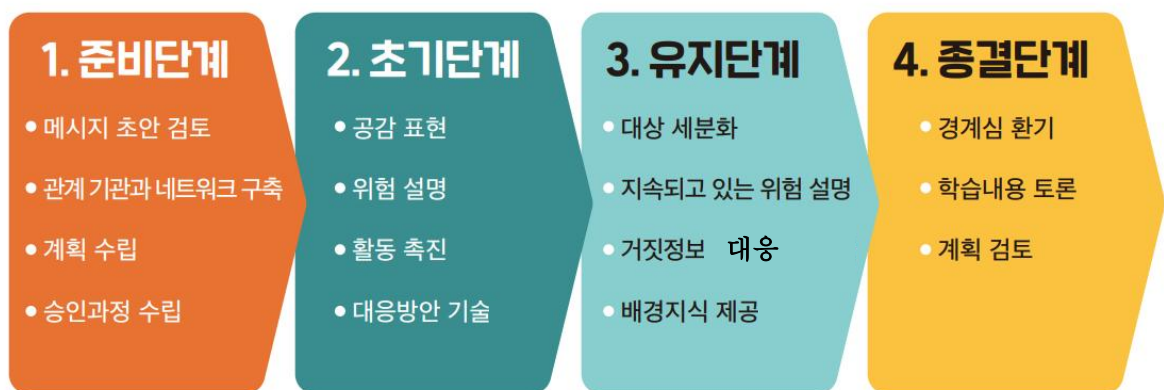 1. 준비단계
• 메시지 초안 검토
• 관계 기관과 네트워크 구축
• 계획 수립
• 승인과정 수립
2. 초기단계
• 공감 표현
• 위험 설명
• 활동 촉진
• 대응방안 기술
3. 유지단계
• 대상 세분화
• 지속되고 있는 위험 설명
• 거짓정보 대응
• 배경지식 제공
4. 종결단계
• 경계심 환기
• 학습내용 토론
• 계획 검토